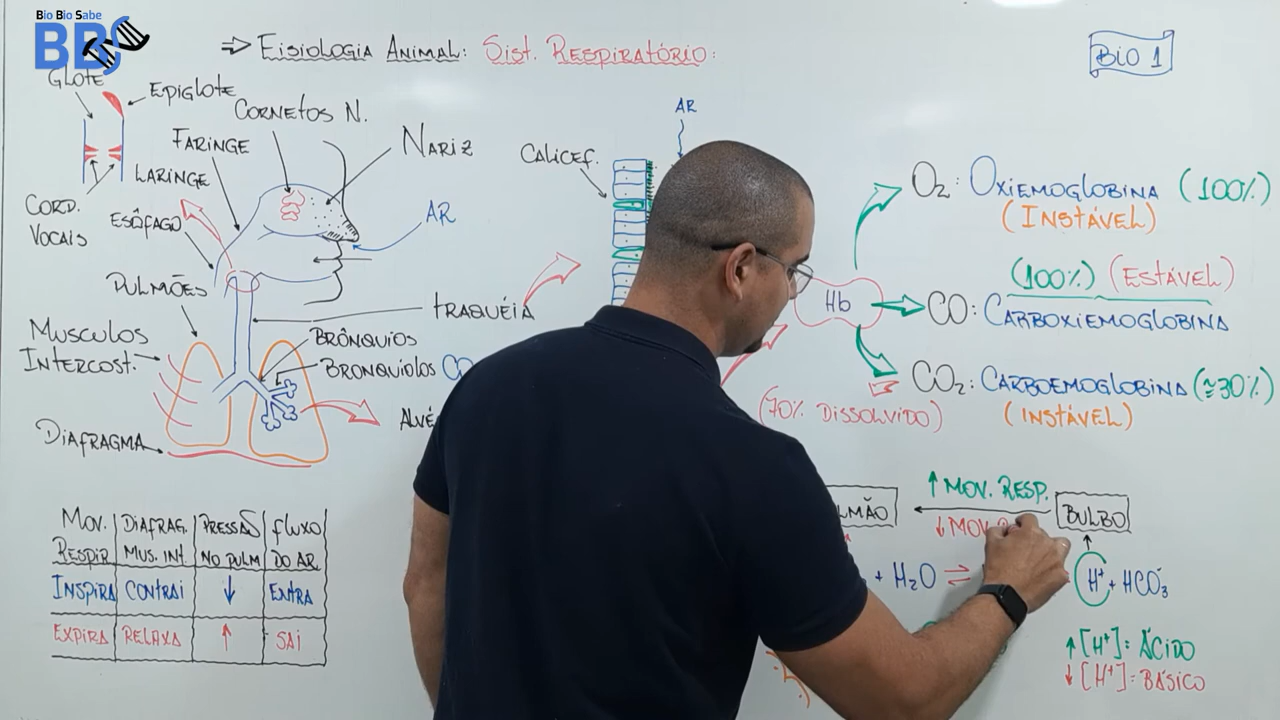 Bio Bio Sabe
BBS
⇒ Fisiologia Animal: Sist. Respiratório:
BIO 1
Glote
Epiglote
Cornetos N.
Faringe
Nariz
Laringe
Cord.
Vocais
Esôfago
AR
Pulmões
Traquéia
Musculos
Intercost.
Brônquios
Bronquíolos
Diafragma
Calicef.
AR
Hb
O₂: Oxiemoglobina (100%)
(Instável)
(100%) (Estável)
CO: Carboxiemoglobina
CO₂: Carboemoglobina (≅30%)
(Instável)
(70% Dissolvido)
↑ Mov. Resp.
Bulbo
↓ Mov.
+ H₂O ⇌
H⁺ + HCO₃⁻
↑ [H⁺]: Ácido
↓ [H⁺]: Básico
Mov. Respir | Diafrag. Mus. Int | Pressão no Pulm | Fluxo do Ar
Inspira | Contrai | ↓ | Entra
Expira | Relaxa | ↑ | Sai